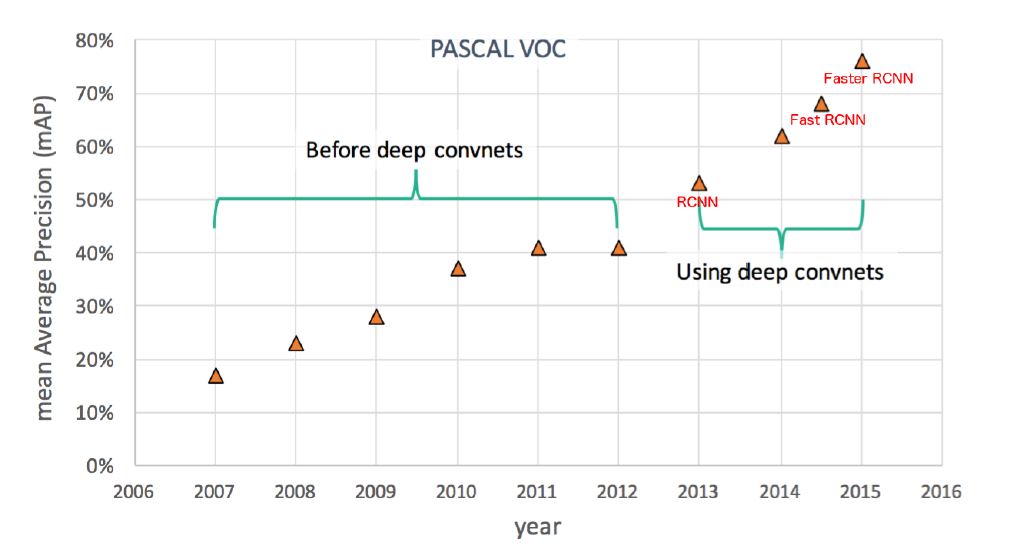 PASCAL VOC
80%
70%
60%
50%
40%
30%
20%
10%
0%
mean Average Precision (mAP)
Before deep convnets
Faster RCNN
Fast RCNN
RCNN
Using deep convnets
2006 2007 2008 2009 2010 2011 2012 2013 2014 2015 2016
year